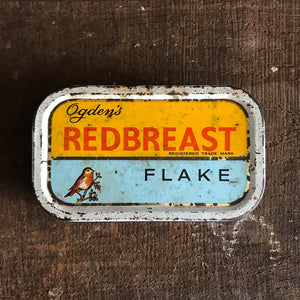 Ogden's
REDBREAST
REGISTERED TRADE MARK
FLAKE